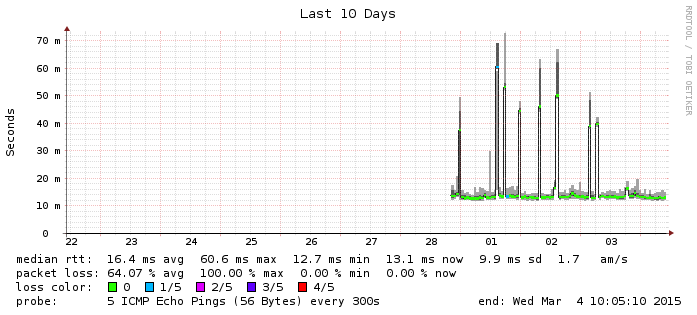 Last 10 Days
RRDTOOL / TOBI OETIKER
Seconds
70 m
60 m
50 m
40 m
30 m
20 m
10 m
0
22 23 24 25 26 27 28 01 02 03
median rtt: 16.4 ms avg 60.6 ms max 12.7 ms min 13.1 ms now 9.9 ms sd 1.7 am/s
packet loss: 64.07 % avg 100.00 % max 0.00 % min 0.00 % now
loss color: 0 1/5 2/5 3/5 4/5
probe: 5 ICMP Echo Pings (56 Bytes) every 300s end: Wed Mar 4 10:05:10 2015